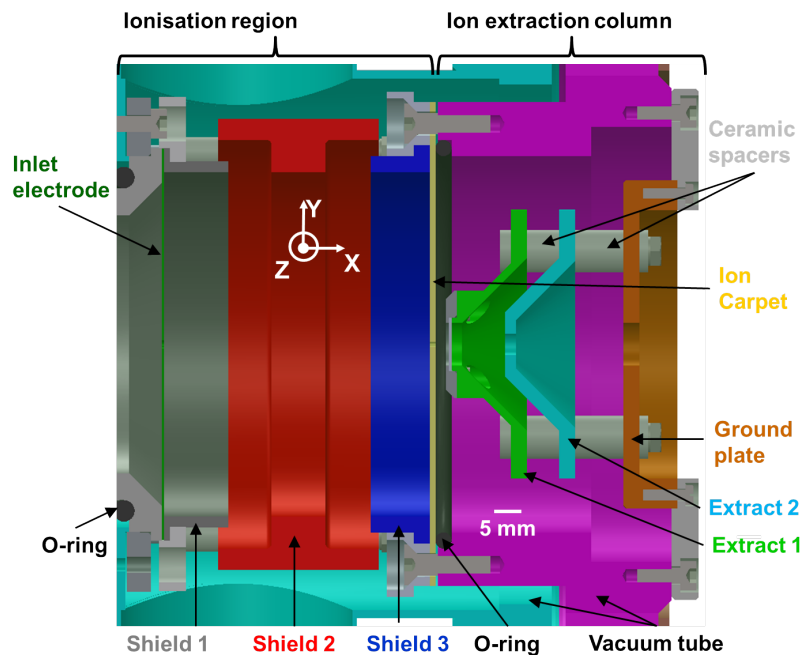 Ionisation region
Ion extraction column
Ceramic
spacers
Inlet
electrode
Y
Z
X
Ion
Carpet
Ground
plate
Extract 2
5 mm
Extract 1
O-ring
Shield 1
Shield 2
Shield 3
O-ring
Vacuum tube